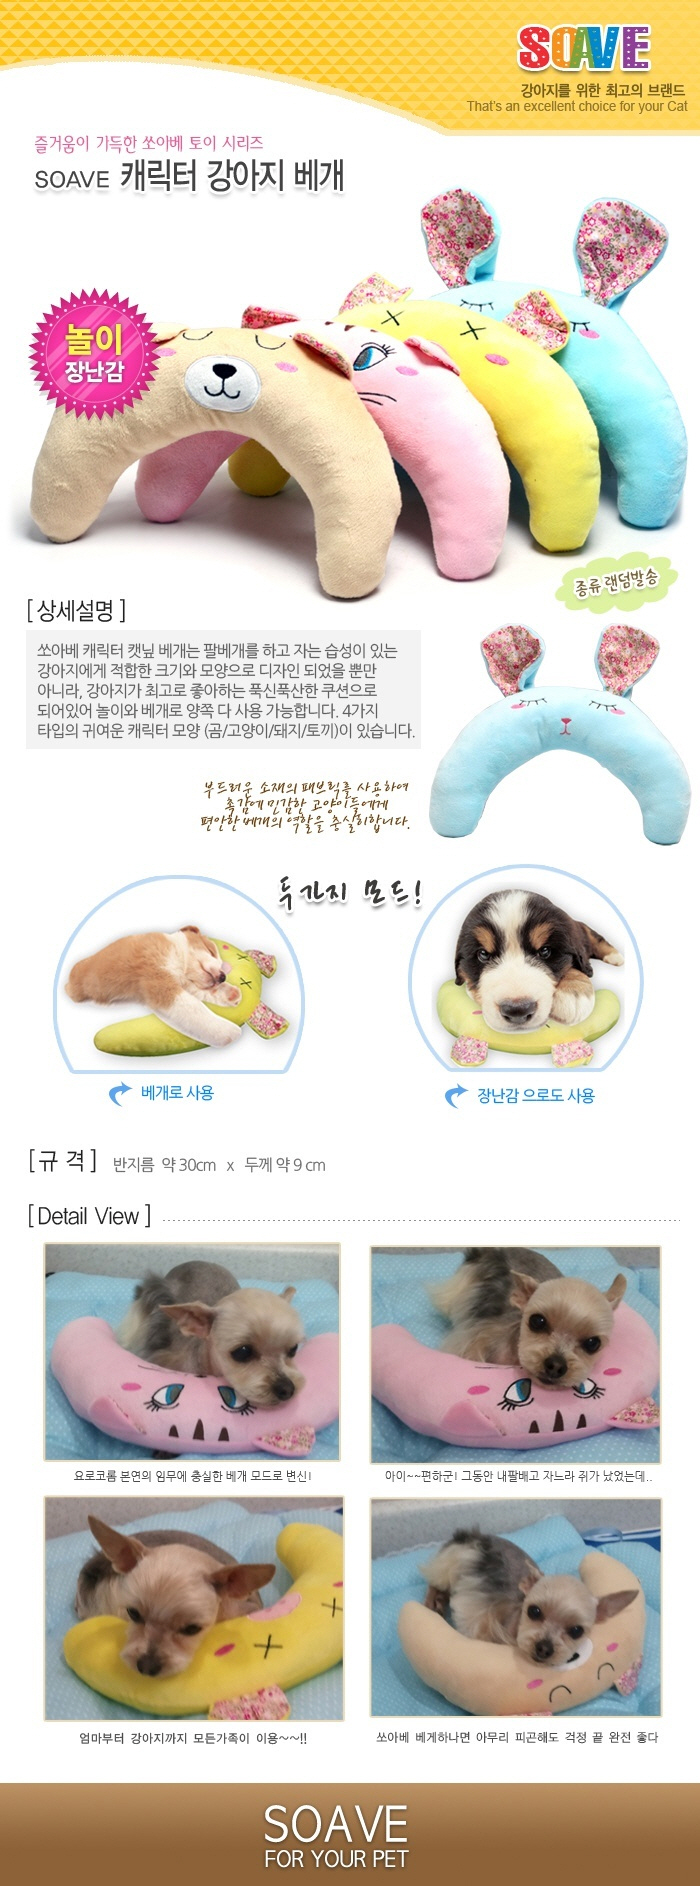 SOAVE
강아지를 위한 최고의 브랜드
That's an excellent choice for your Cat
즐거움이 가득한 쏘아베 토이 시리즈
SOAVE 캐릭터 강아지 베개
놀이
장난감
종류 랜덤발송
[ 상세설명 ]
쏘아베 캐릭터 캣닢 베개는 팔베개를 하고 자는 습성이 있는
강아지에게 적합한 크기와 모양으로 디자인 되었을 뿐만
아니라, 강아지가 최고로 좋아하는 푹신푹산한 쿠션으로
되어있어 놀이와 베개로 양쪽 다 사용 가능합니다. 4가지
타입의 귀여운 캐릭터 모양 (곰/고양이/돼지/토끼)이 있습니다.
부드러운 소재의 패브릭를 사용하여
촉감에 민감한 고양이들에게
편안한 베개의 역할을 충실히합니다.
두가지 모드!
베개로 사용
장난감 으로도 사용
[ 규 격 ] 반지름 약 30cm x 두께 약 9 cm
[ Detail View ]
요로코롬 본연의 임무에 충실한 베개 모드로 변신!
아이~~편하군! 그동안 내팔배고 자느라 쥐가 났었는데..
엄마부터 강아지까지 모든가족이 이용~~!!
쏘아베 베게하나면 아무리 피곤해도 걱정 끝 완전 좋다
SOAVE
FOR YOUR PET